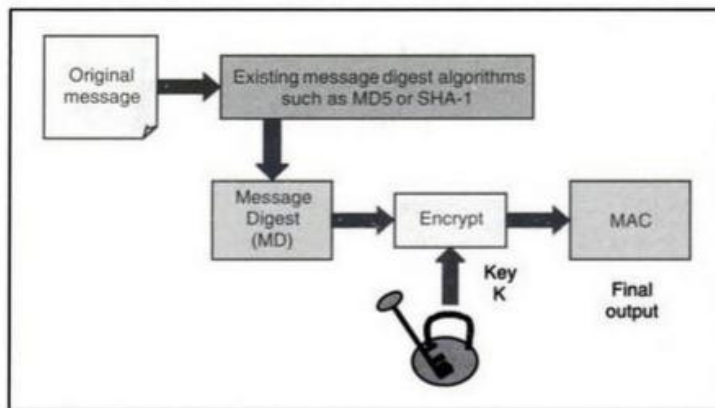 Original
message
Existing message digest algorithms
such as MD5 or SHA-1
Message
Digest
(MD)
Encrypt
MAC
Key
K
Final
output